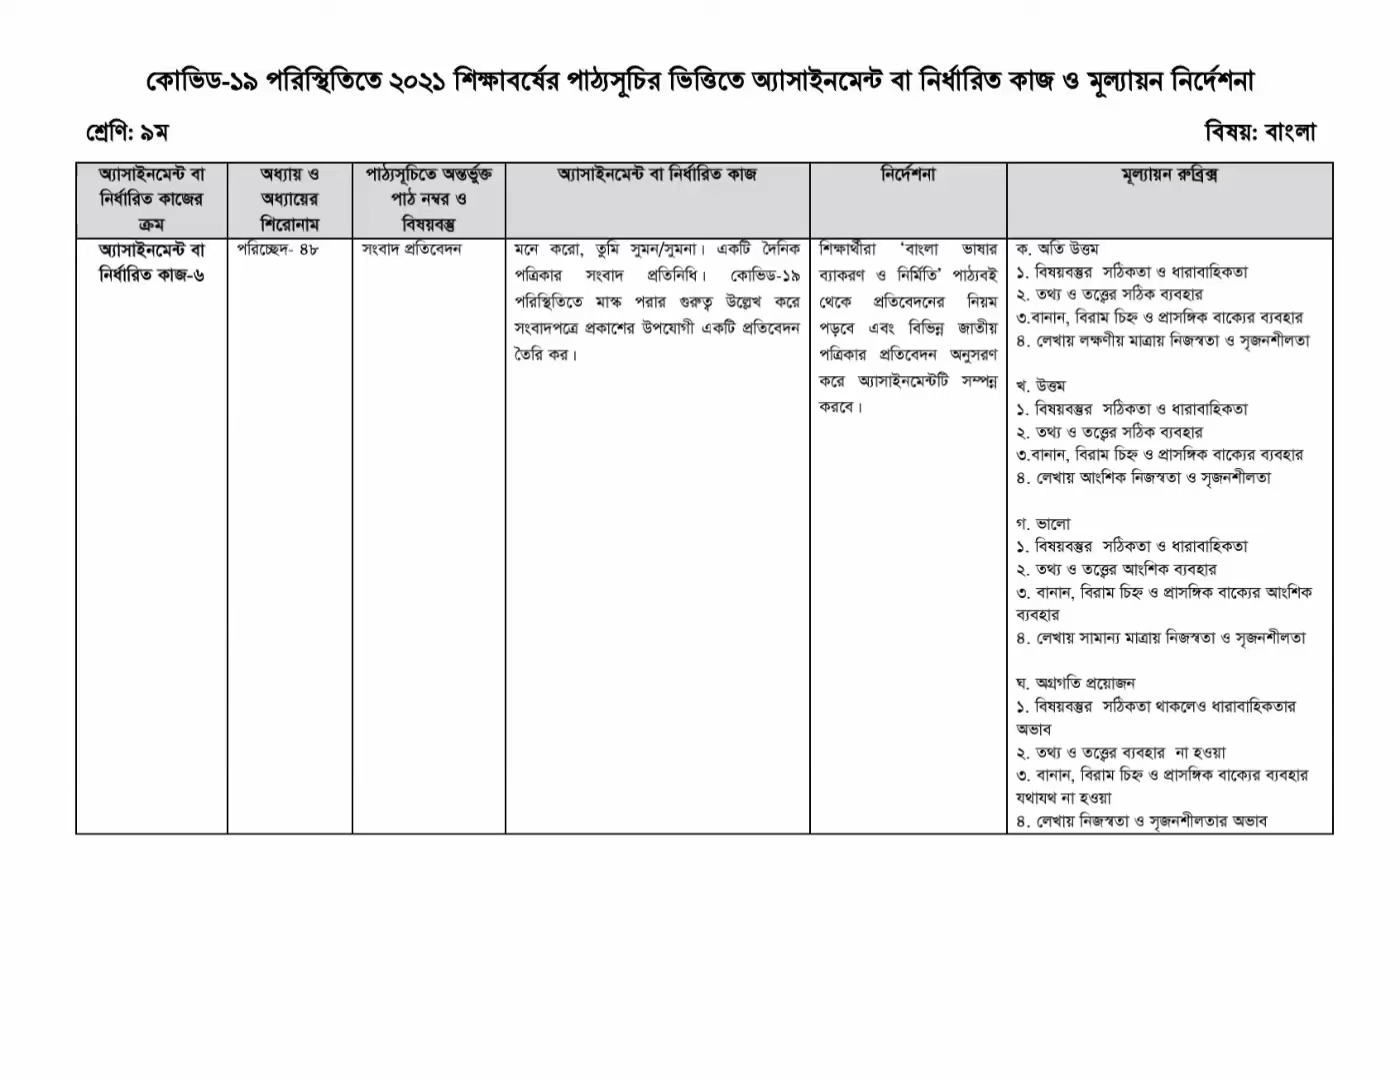 কোভিড-১৯ পরিস্থিতিতে ২০২১ শিক্ষাবর্ষের পাঠ্যসূচির ভিত্তিতে অ্যাসাইনমেন্ট বা নির্ধারিত কাজ ও মূল্যায়ন নির্দেশনা
শ্রেণি: ৯ম
বিষয়: বাংলা
অ্যাসাইনমেন্ট বা
নির্ধারিত কাজের
ক্রম
অধ্যায় ও
অধ্যায়ের
শিরোনাম
পাঠ্যসূচিতে অন্তর্ভুক্ত
পাঠ নম্বর ও
বিষয়বস্তু
অ্যাসাইনমেন্ট বা নির্ধারিত কাজ
নির্দেশনা
মূল্যায়ন রুব্রিক্স
অ্যাসাইনমেন্ট বা
নির্ধারিত কাজ-৬
পরিচ্ছেদ- ৪৮
সংবাদ প্রতিবেদন
মনে করো, তুমি সুমন/সুমনা। একটি দৈনিক
পত্রিকার সংবাদ প্রতিনিধি। কোভিড-১৯
পরিস্থিতিতে মাস্ক পরার গুরুত্ব উল্লেখ করে
সংবাদপত্রে প্রকাশের উপযোগী একটি প্রতিবেদন
তৈরি কর।
শিক্ষার্থীরা ‘বাংলা ভাষার
ব্যাকরণ ও নির্মিতি’ পাঠ্যবই
থেকে প্রতিবেদনের নিয়ম
পড়বে এবং বিভিন্ন জাতীয়
পত্রিকার প্রতিবেদন অনুসরণ
করে অ্যাসাইনমেন্টটি সম্পন্ন
করবে।
ক. অতি উত্তম
১. বিষয়বস্তুর সঠিকতা ও ধারাবাহিকতা
২. তথ্য ও তত্ত্বের সঠিক ব্যবহার
৩.বানান, বিরাম চিহ্ন ও প্রাসঙ্গিক বাক্যের ব্যবহার
৪. লেখায় লক্ষণীয় মাত্রায় নিজস্বতা ও সৃজনশীলতা
খ. উত্তম
১. বিষয়বস্তুর সঠিকতা ও ধারাবাহিকতা
২. তথ্য ও তত্ত্বের সঠিক ব্যবহার
৩.বানান, বিরাম চিহ্ন ও প্রাসঙ্গিক বাক্যের ব্যবহার
৪. লেখায় আংশিক নিজস্বতা ও সৃজনশীলতা
গ. ভালো
১. বিষয়বস্তুর সঠিকতা ও ধারাবাহিকতা
২. তথ্য ও তত্ত্বের আংশিক ব্যবহার
৩. বানান, বিরাম চিহ্ন ও প্রাসঙ্গিক বাক্যের আংশিক
ব্যবহার
৪. লেখায় সামান্য মাত্রায় নিজস্বতা ও সৃজনশীলতা
ঘ. অগ্রগতি প্রয়োজন
১. বিষয়বস্তুর সঠিকতা থাকলেও ধারাবাহিকতার
অভাব
২. তথ্য ও তত্ত্বের ব্যবহার না হওয়া
৩. বানান, বিরাম চিহ্ন ও প্রাসঙ্গিক বাক্যের ব্যবহার
যথাযথ না হওয়া
৪. লেখায় নিজস্বতা ও সৃজনশীলতার অভাব